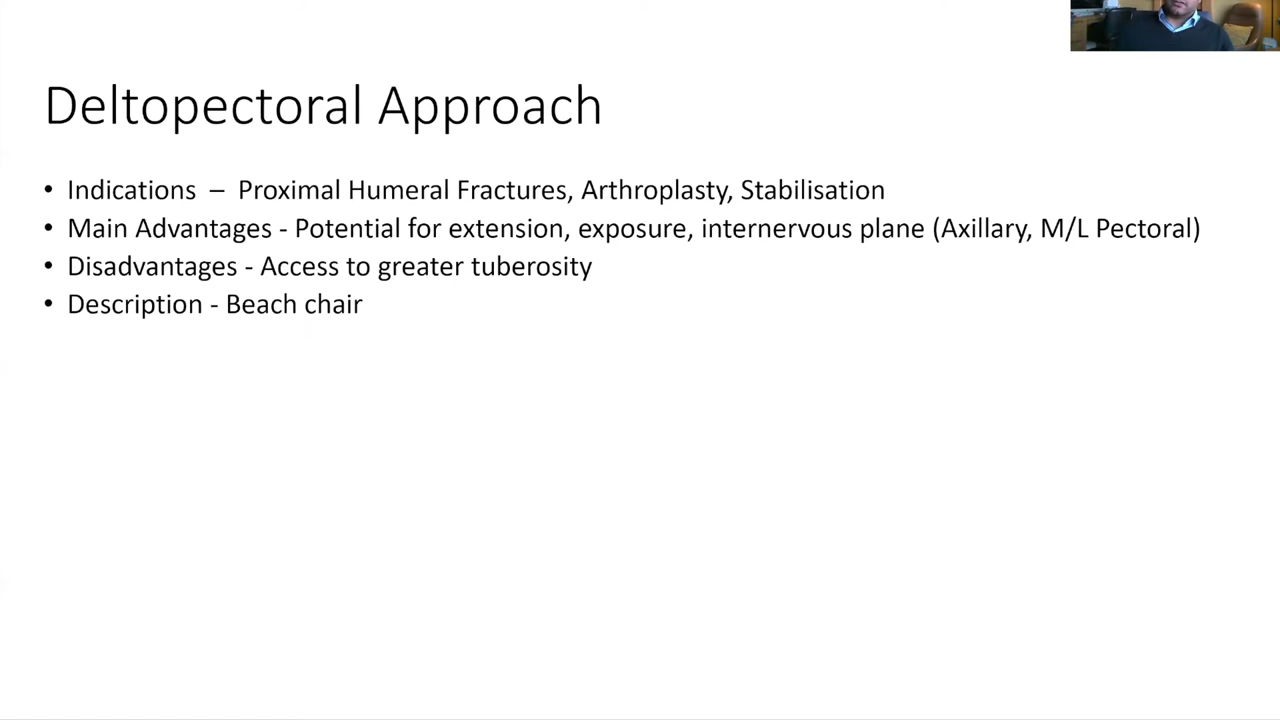 Deltopectoral Approach
• Indications – Proximal Humeral Fractures, Arthroplasty, Stabilisation
• Main Advantages - Potential for extension, exposure, internervous plane (Axillary, M/L Pectoral)
• Disadvantages - Access to greater tuberosity
• Description - Beach chair